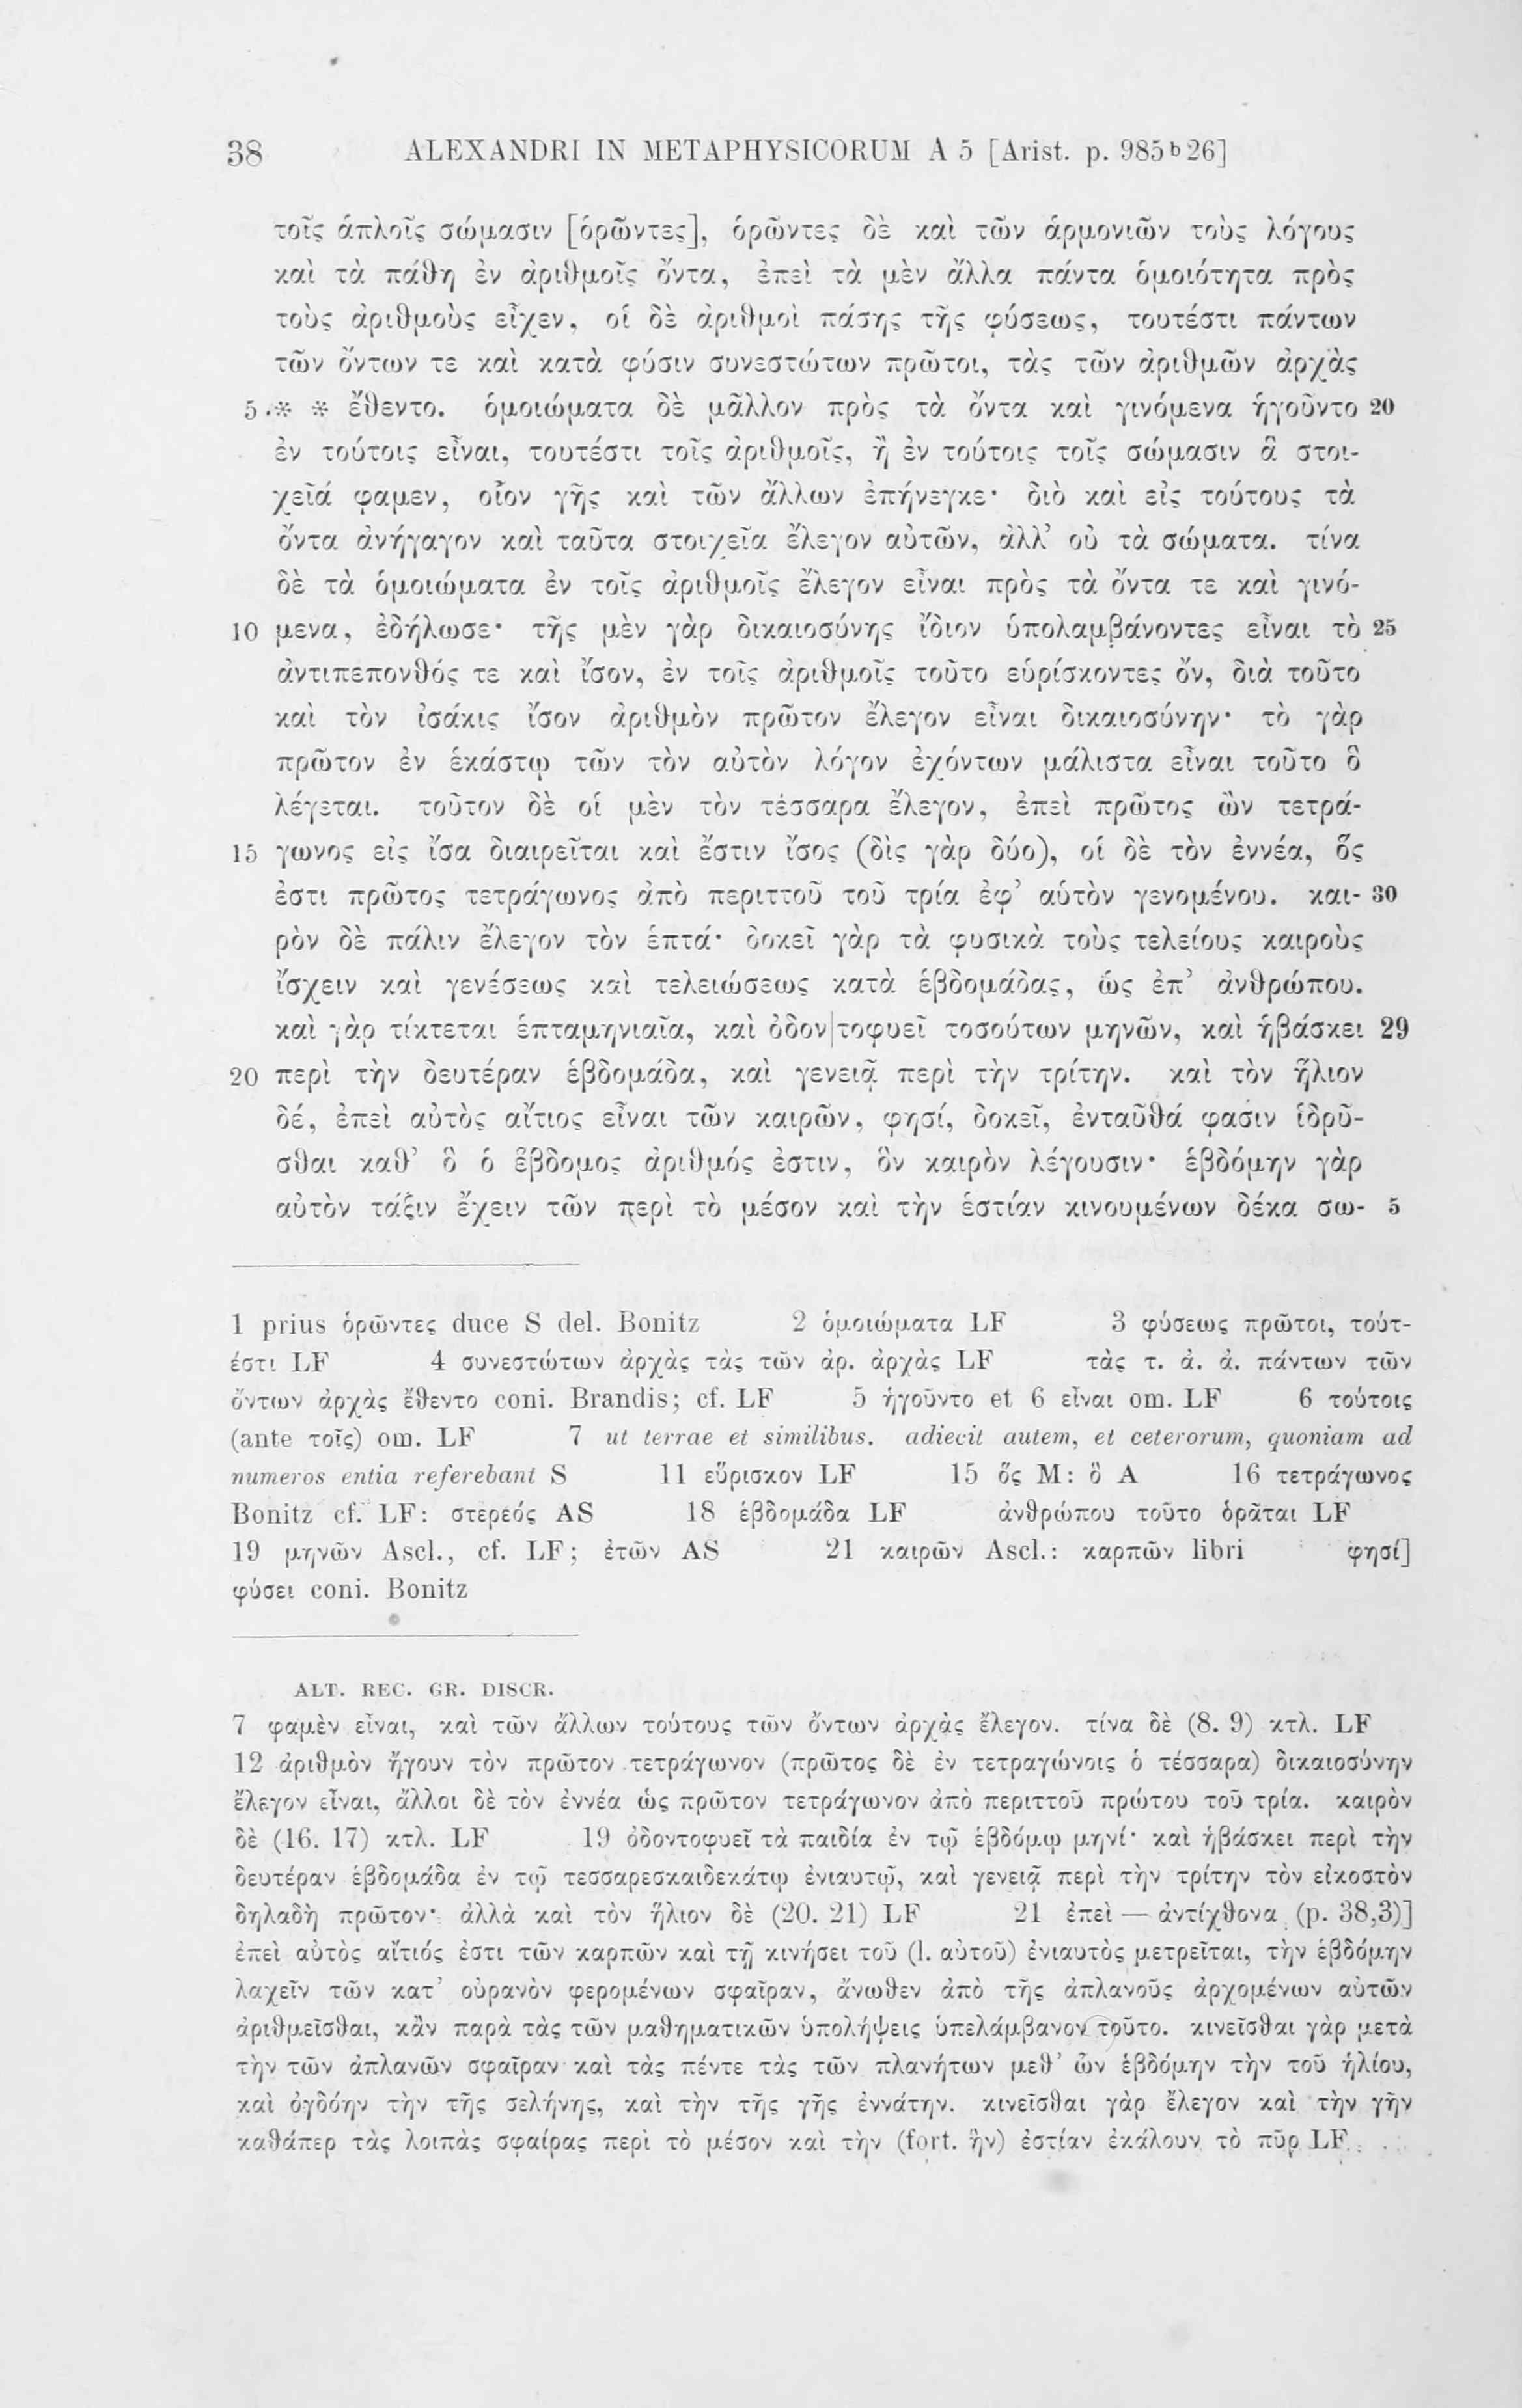 38 ALEXANDRI IN METAPHYSICORUM A 5 [Arist. p. 985b26]
τοῖς ἁπλοῖς σώμασιν [ὁρῶντες], ὁρῶντες δὲ καὶ τῶν ἁρμονιῶν τοὺς λόγους
καὶ τὰ πάθη ἐν ἀριθμοῖς ὄντα, ἐπεὶ τὰ μὲν ἄλλα πάντα ὁμοιότητα πρὸς
τοὺς ἀριθμοὺς εἶχεν, οἱ δὲ ἀριθμοὶ πάσης τῆς φύσεως, τουτέστι πάντων
τῶν ὄντων τε καὶ κατὰ φύσιν συνεστώτων πρῶτοι, τὰς τῶν ἀριθμῶν ἀρχὰς
5 * * ἔθεντο. ὁμοιώματα δὲ μᾶλλον πρὸς τὰ ὄντα καὶ γινόμενα ἡγοῦντο 20
ἐν τούτοις εἶναι, τουτέστι τοῖς ἀριθμοῖς, ἢ ἐν τούτοις τοῖς σώμασιν ἃ στοι-
χεῖά φαμεν, οἷον γῆς καὶ τῶν ἄλλων ἐπήνεγκε· διὸ καὶ εἰς τούτους τὰ
ὄντα ἀνήγαγον καὶ ταῦτα στοιχεῖα ἔλεγον αὐτῶν, ἀλλ’ οὐ τὰ σώματα. τίνα
δὲ τὰ ὁμοιώματα ἐν τοῖς ἀριθμοῖς ἔλεγον εἶναι πρὸς τὰ ὄντα τε καὶ γινό-
10 μενα, ἐδήλωσε· τῆς μὲν γὰρ δικαιοσύνης ἴδιον ὑπολαμβάνοντες εἶναι τὸ 25
ἀντιπεπονθός τε καὶ ἴσον, ἐν τοῖς ἀριθμοῖς τοῦτο εὑρίσκοντες ὄν, διὰ τοῦτο
καὶ τὸν ἰσάκις ἴσον ἀριθμὸν πρῶτον ἔλεγον εἶναι δικαιοσύνην· τὸ γὰρ
πρῶτον ἐν ἑκάστῳ τῶν τὸν αὐτὸν λόγον ἐχόντων μάλιστα εἶναι τοῦτο ὃ
λέγεται. τοῦτον δὲ οἱ μὲν τὸν τέσσαρα ἔλεγον, ἐπεὶ πρῶτος ὢν τετρά-
15 γωνος εἰς ἴσα διαιρεῖται καὶ ἔστιν ἴσος (δὶς γὰρ δύο), οἱ δὲ τὸν ἐννέα, ὅς
ἐστι πρῶτος τετράγωνος ἀπὸ περιττοῦ τοῦ τρία ἐφ’ αὑτὸν γενομένου. και- 30
ρὸν δὲ πάλιν ἔλεγον τὸν ἑπτά· δοκεῖ γὰρ τὰ φυσικὰ τοὺς τελείους καιροὺς
ἴσχειν καὶ γενέσεως καὶ τελειώσεως κατὰ ἑβδομάδας, ὡς ἐπ’ ἀνθρώπου.
καὶ γὰρ τίκτεται ἑπταμηνιαῖα, καὶ ὀδον|τοφυεῖ τοσούτων μηνῶν, καὶ ἡβάσκει 29
20 περὶ τὴν δευτέραν ἑβδομάδα, καὶ γενειᾷ περὶ τὴν τρίτην. καὶ τὸν ἥλιον
δέ, ἐπεὶ αὐτὸς αἴτιος εἶναι τῶν καιρῶν, φησί, δοκεῖ, ἐνταῦθά φασιν ἱδρῦ-
σθαι καθ’ ὃ ὁ ἕβδομος ἀριθμός ἐστιν, ὃν καιρὸν λέγουσιν· ἑβδόμην γὰρ
αὐτὸν τάξιν ἔχειν τῶν περὶ τὸ μέσον καὶ τὴν ἑστίαν κινουμένων δέκα σω- 5
1 prius ὁρῶντες duce S del. Bonitz 2 ὁμοιώματα LF 3 φύσεως πρῶτοι, τούτ-
έστι LF 4 συνεστώτων ἀρχὰς τὰς τῶν ἀρ. ἀρχὰς LF τὰς τ. ἀ. ἀ. πάντων τῶν
ὄντων ἀρχὰς ἔθεντο coni. Brandis; cf. LF 5 ἡγοῦντο et 6 εἶναι om. LF 6 τούτοις
(ante τοῖς) om. LF 7 ut terrae et similibus. adiecit autem, et ceterorum, quoniam ad
numeros entia referebant S 11 εὕρισκον LF 15 ὅς M: ὃ A 16 τετράγωνος
Bonitz cf. LF: στερεός AS 18 ἑβδομάδα LF ἀνθρώπου τοῦτο ὁρᾶται LF
19 μηνῶν Ascl., cf. LF; ἐτῶν AS 21 καιρῶν Ascl.: καρπῶν libri φησί]
φύσει coni. Bonitz
ALT. REC. GR. DISCR.
7 φαμὲν εἶναι, καὶ τῶν ἄλλων τούτους τῶν ὄντων ἀρχὰς ἔλεγον. τίνα δὲ (8. 9) κτλ. LF
12 ἀριθμὸν ἤγουν τὸν πρῶτον τετράγωνον (πρῶτος δὲ ἐν τετραγώνοις ὁ τέσσαρα) δικαιοσύνην
ἔλεγον εἶναι, ἄλλοι δὲ τὸν ἐννέα ὡς πρῶτον τετράγωνον ἀπὸ περιττοῦ πρώτου τοῦ τρία. καιρὸν
δὲ (16. 17) κτλ. LF 19 ὀδοντοφυεῖ τὰ παιδία ἐν τῷ ἑβδόμῳ μηνί· καὶ ἡβάσκει περὶ τὴν
δευτέραν ἑβδομάδα ἐν τῷ τεσσαρεσκαιδεκάτῳ ἐνιαυτῷ, καὶ γενειᾷ περὶ τὴν τρίτην τὸν εἰκοστὸν
δηλαδὴ πρῶτον· ἀλλὰ καὶ τὸν ἥλιον δὲ (20. 21) LF 21 ἐπεὶ — ἀντίχθονα (p. 38,3)]
ἐπεὶ αὐτὸς αἴτιός ἐστι τῶν καρπῶν καὶ τῇ κινήσει τοῦ (l. αὐτοῦ) ἐνιαυτὸς μετρεῖται, τὴν ἑβδόμην
λαχεῖν τῶν κατ’ οὐρανὸν φερομένων σφαῖραν, ἄνωθεν ἀπὸ τῆς ἀπλανοῦς ἀρχομένων αὐτῶν
ἀριθμεῖσθαι, κἂν παρὰ τὰς τῶν μαθηματικῶν ὑπολήψεις ὑπελάμβανον τοῦτο. κινεῖσθαι γὰρ μετὰ
τὴν τῶν ἀπλανῶν σφαῖραν καὶ τὰς πέντε τὰς τῶν πλανήτων μεθ’ ὧν ἑβδόμην τὴν τοῦ ἡλίου,
καὶ ὀγδόην τὴν τῆς σελήνης, καὶ τὴν τῆς γῆς ἐννάτην. κινεῖσθαι γὰρ ἔλεγον καὶ τὴν γῆν
καθάπερ τὰς λοιπὰς σφαίρας περὶ τὸ μέσον καὶ τὴν (fort. ἣν) ἑστίαν ἐκάλουν τὸ πῦρ LF